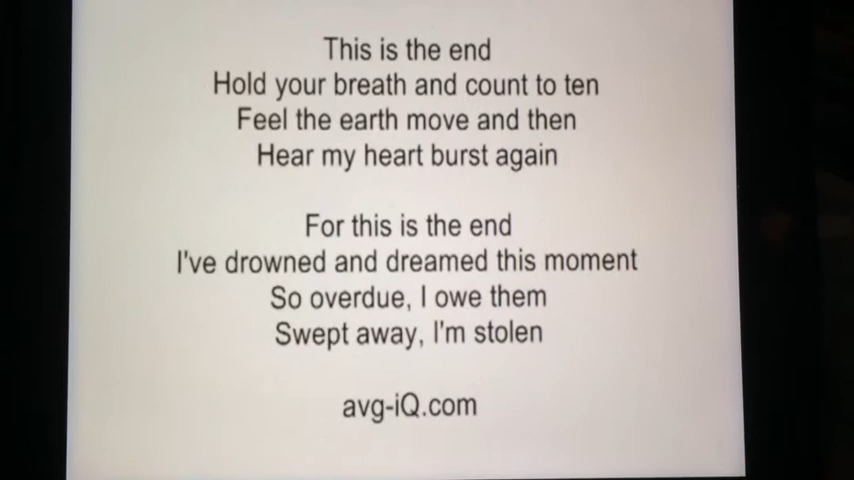 This is the end
Hold your breath and count to ten
Feel the earth move and then
Hear my heart burst again
For this is the end
I've drowned and dreamed this moment
So overdue, I owe them
Swept away, I'm stolen
avg-iQ.com